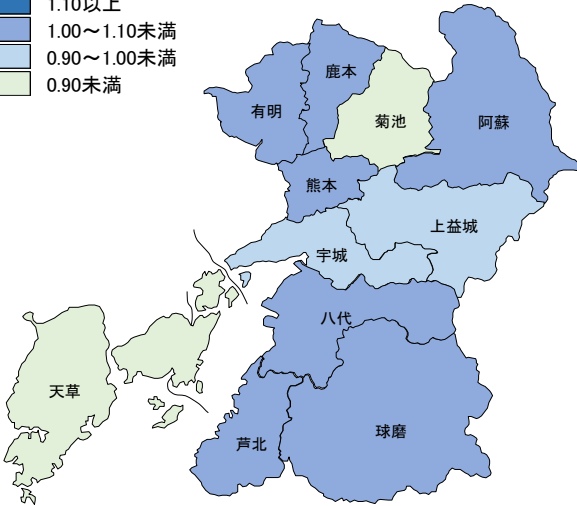 1.10以上
1.00～1.10未満
0.90～1.00未満
0.90未満
鹿本
有明
菊池
阿蘇
熊本
上益城
宇城
八代
天草
芦北
球磨